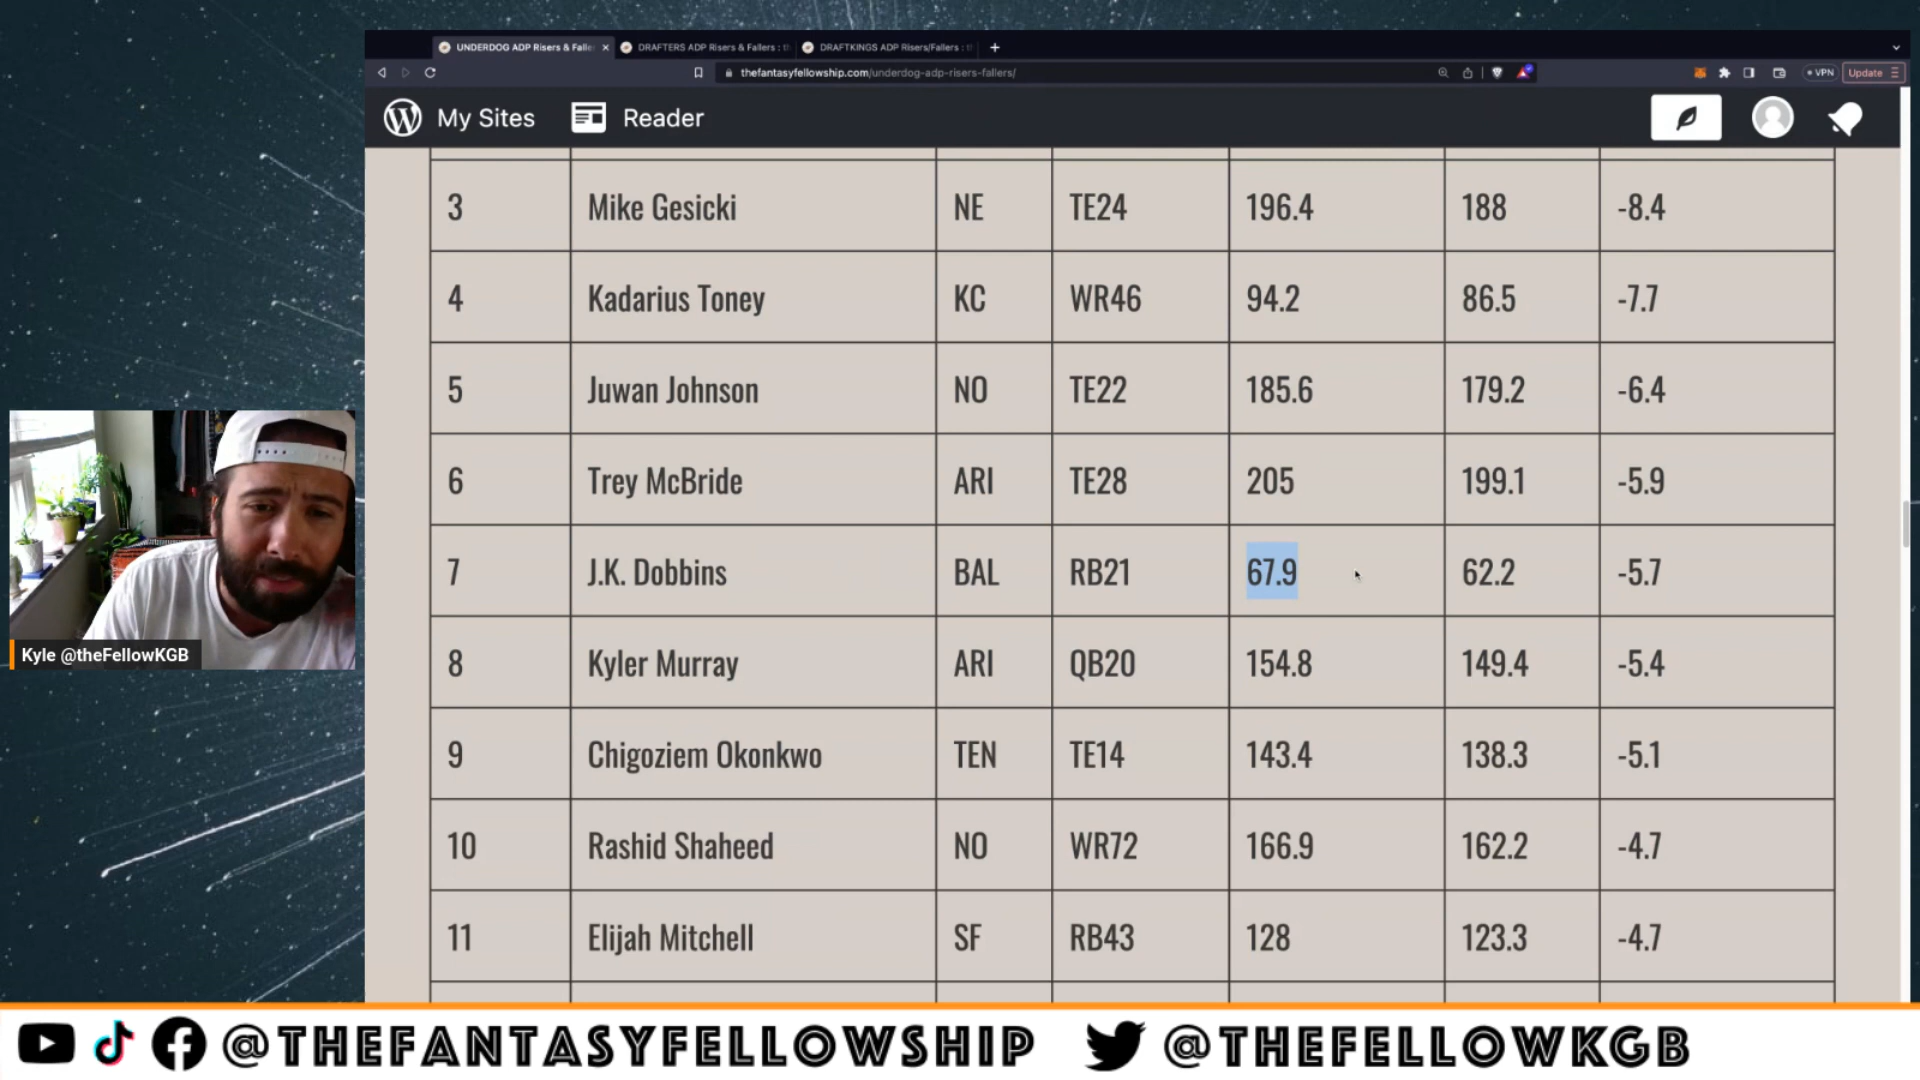 UNDERDOG ADP Risers & Falle
DRAFTERS ADP Risers & Fallers : t
DRAFTKINGS ADP Risers/Fallers : t
thefantasyfellowship.com/underdog-adp-risers-fallers/
VPN
Update
My Sites
Reader
3 Mike Gesicki NE TE24 196.4 188 -8.4
4 Kadarius Toney KC WR46 94.2 86.5 -7.7
5 Juwan Johnson NO TE22 185.6 179.2 -6.4
6 Trey McBride ARI TE28 205 199.1 -5.9
7 J.K. Dobbins BAL RB21 67.9 62.2 -5.7
8 Kyler Murray ARI QB20 154.8 149.4 -5.4
9 Chigoziem Okonkwo TEN TE14 143.4 138.3 -5.1
10 Rashid Shaheed NO WR72 166.9 162.2 -4.7
11 Elijah Mitchell SF RB43 128 123.3 -4.7
Kyle @theFellowKGB
@THEFANTASYFELLOWSHIP @THEFELLOWKGB